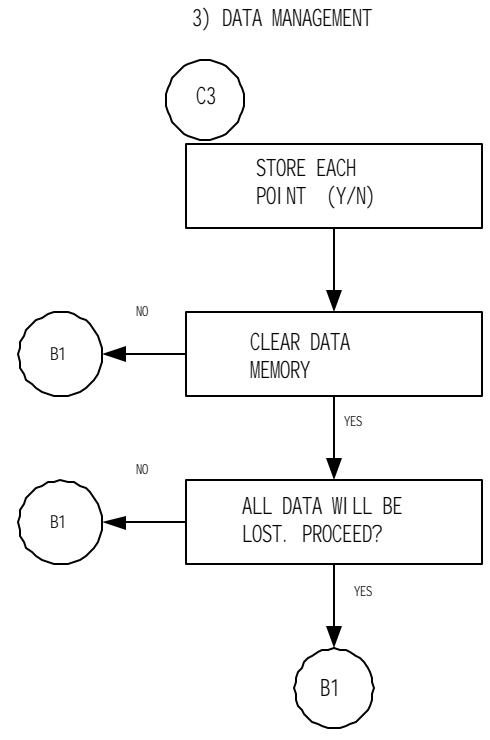 3) DATA MANAGEMENT
C3
STORE EACH
POINT (Y/N)
NO
B1
CLEAR DATA
MEMORY
YES
NO
B1
ALL DATA WILL BE
LOST. PROCEED?
YES
B1